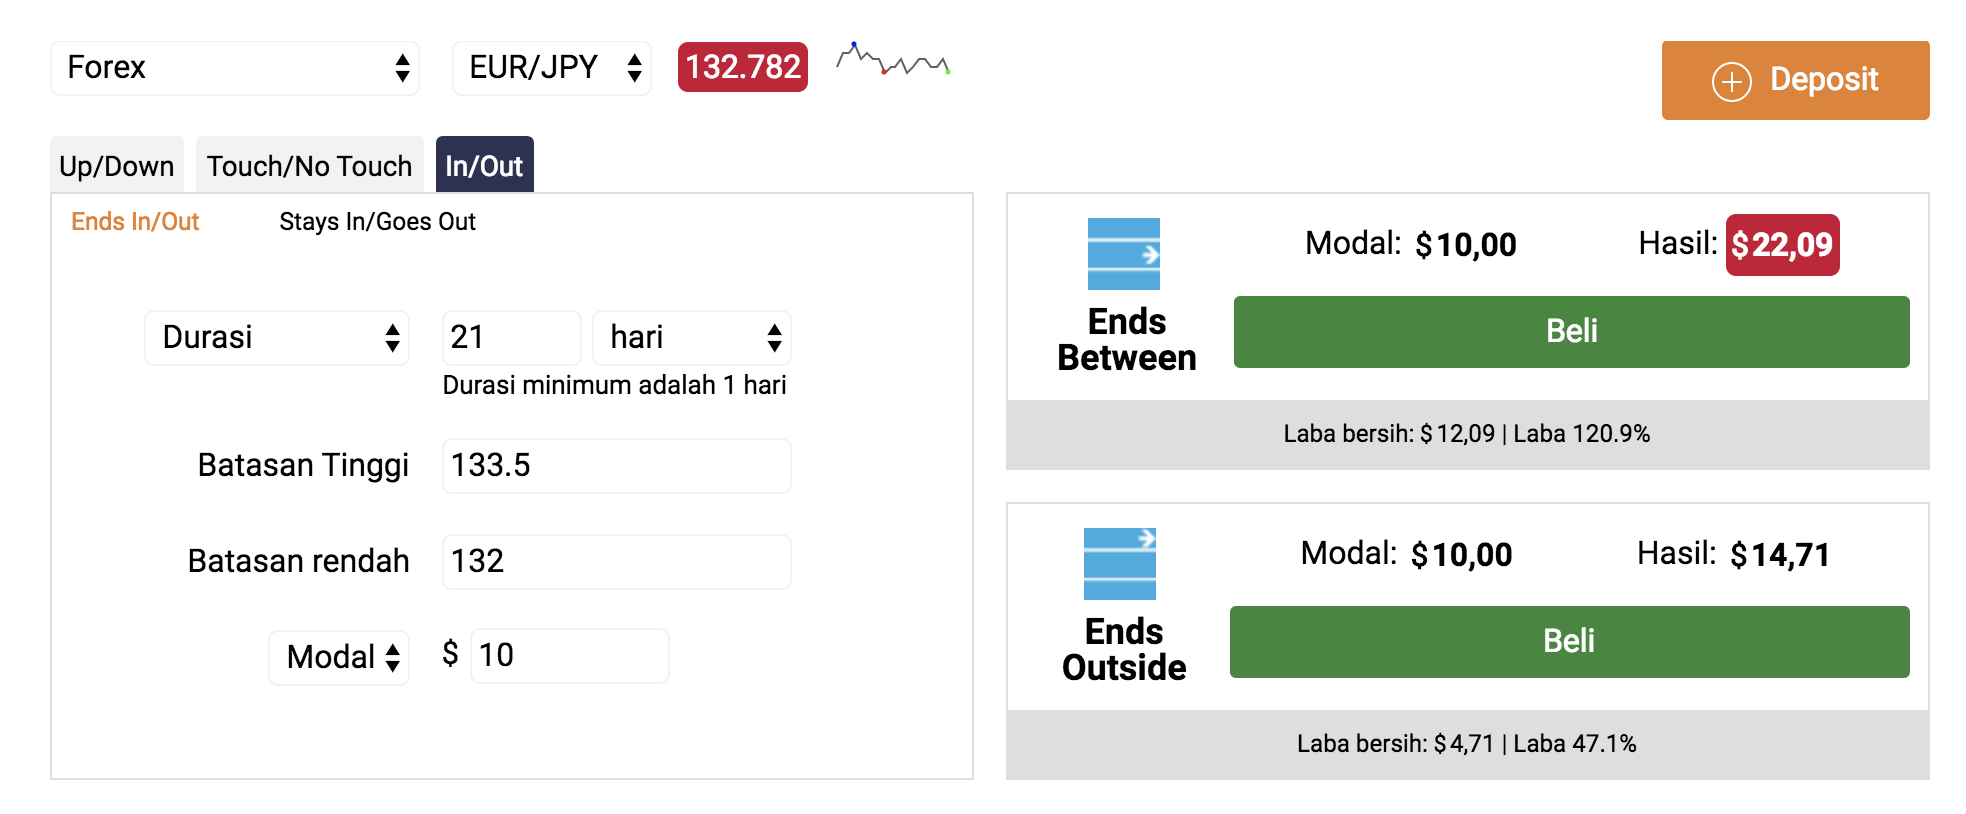 Forex
EUR/JPY
132.782
Deposit
Up/Down
Touch/No Touch
In/Out
Ends In/Out
Stays In/Goes Out
Durasi
21
hari
Durasi minimum adalah 1 hari
Batasan Tinggi
133.5
Batasan rendah
132
Modal
$ 10
Ends
Between
Modal: $10,00
Hasil: $22,09
Beli
Laba bersih: $12,09 | Laba 120.9%
Ends
Outside
Modal: $10,00
Hasil: $14,71
Beli
Laba bersih: $4,71 | Laba 47.1%